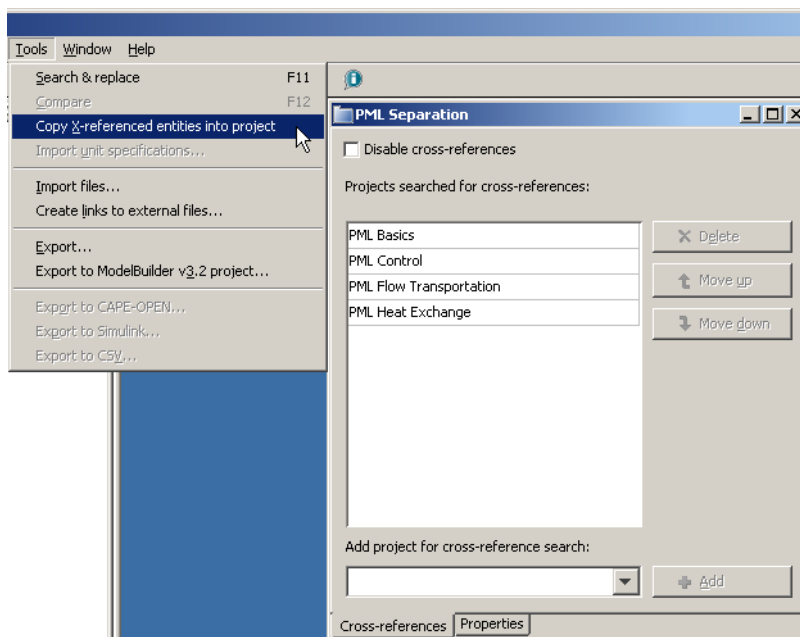 Tools Window Help
Search & replace F11
Compare F12
Copy X-referenced entities into project
Import unit specifications...
Import files...
Create links to external files...
Export...
Export to ModelBuilder v3.2 project...
Export to CAPE-OPEN...
Export to Simulink...
Export to CSV...
PML Separation
Disable cross-references
Projects searched for cross-references:
PML Basics
PML Control
PML Flow Transportation
PML Heat Exchange
Delete
Move up
Move down
Add project for cross-reference search:
Add
Cross-references Properties